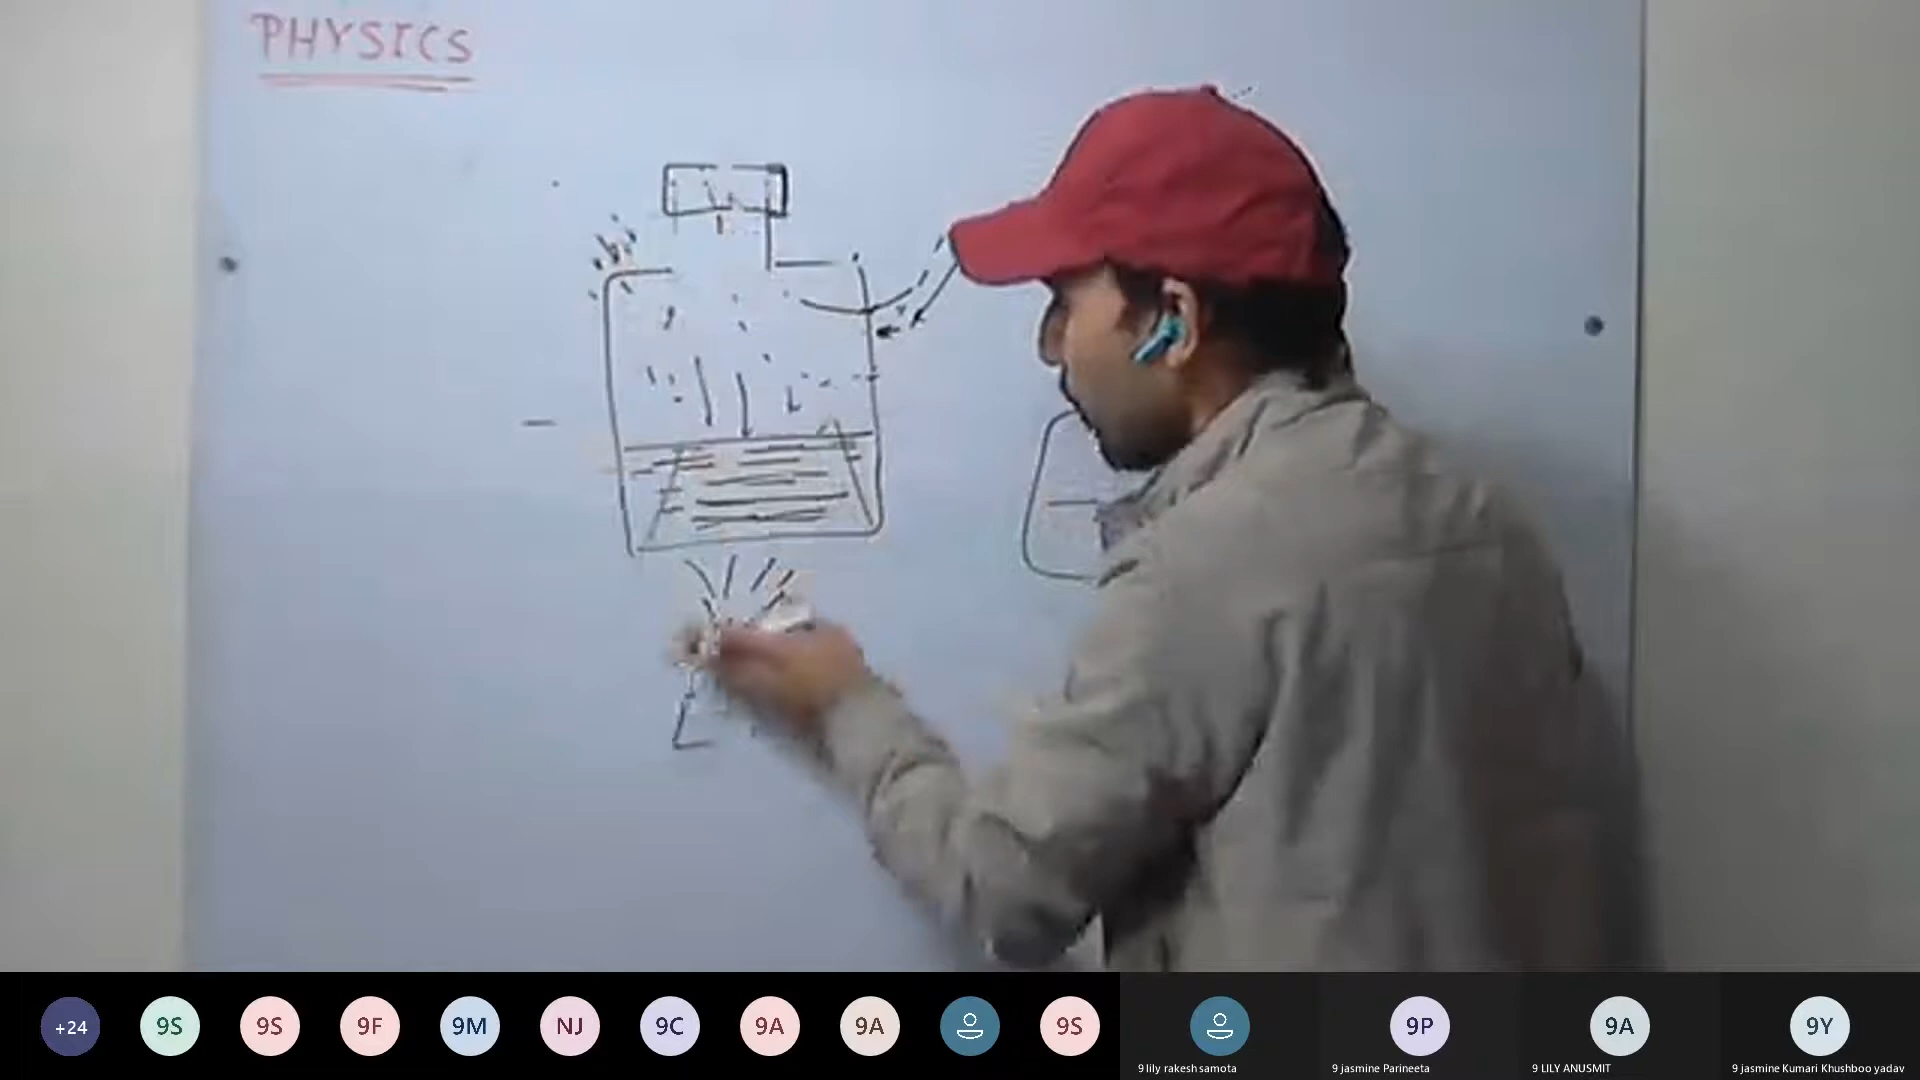 PHYSICS
+24
9S
9S
9F
9M
NJ
9C
9A
9A
9S
9P
9A
9Y
9 lily rakesh samota
9 jasmine Parineeta
9 LILY ANUSMIT
9 jasmine Kumari Khushboo yadav